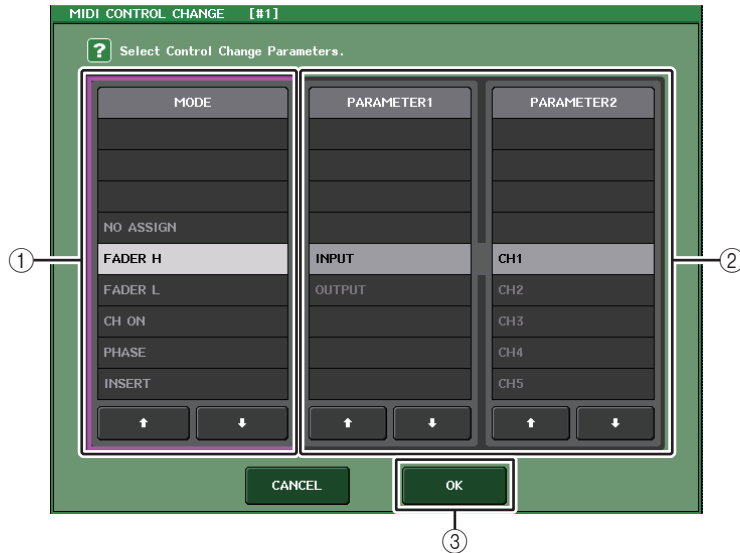 MIDI CONTROL CHANGE [#1]
? Select Control Change Parameters.
MODE
PARAMETER1
PARAMETER2
NO ASSIGN
FADER H
INPUT
CH1
FADER L
OUTPUT
CH2
CH ON
CH3
PHASE
CH4
INSERT
CH5
①
②
CANCEL
OK
③